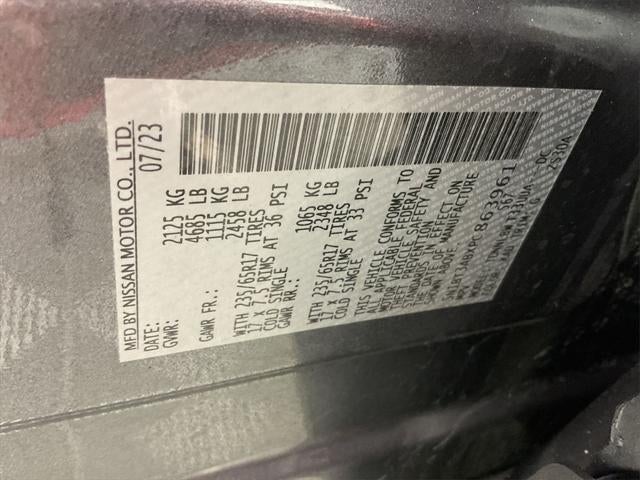 MFD BY NISSAN MOTOR CO., LTD.
DATE: 07/23
GVWR: 2125 KG
4685 LB
GAWR FR.: 1115 KG
2458 LB
WITH 235/65R17 TIRES
17 X 7.5 RIMS AT 36 PSI
COLD SINGLE
GAWR RR.: 1065 KG
2348 LB
WITH 235/65R17 TIRES
17 X 7.5 RIMS AT 33 PSI
COLD SINGLE
THIS VEHICLE CONFORMS TO
ALL APPLICABLE FEDERAL
MOTOR VEHICLE SAFETY AND
THEFT PREVENTION
STANDARDS IN EFFECT ON
THE DATE OF MANUFACTURE
SHOWN ABOVE
863961
MPV
TRIM G